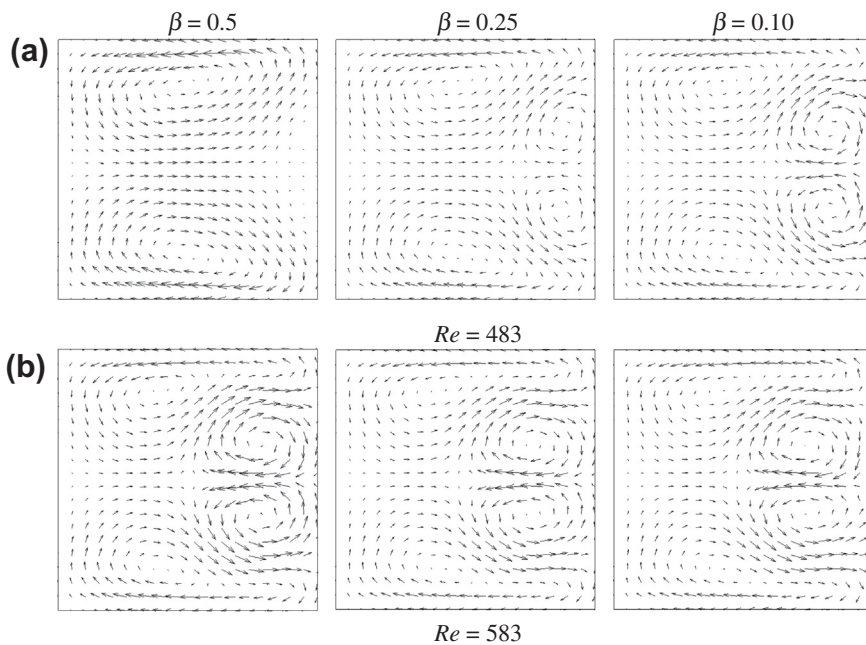 β = 0.5 β = 0.25 β = 0.10
(a)
Re = 483
(b)
Re = 583